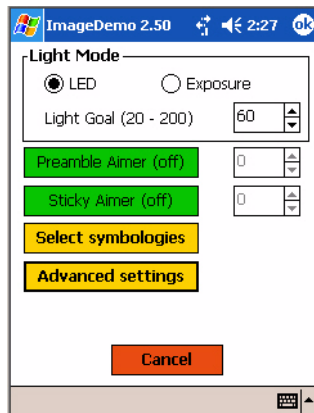 ImageDemo 2.50 2:27 ok
Light Mode
LED Exposure
Light Goal (20 - 200) 60
Preamble Aimer (off) 0
Sticky Aimer (off) 0
Select symbologies
Advanced settings
Cancel